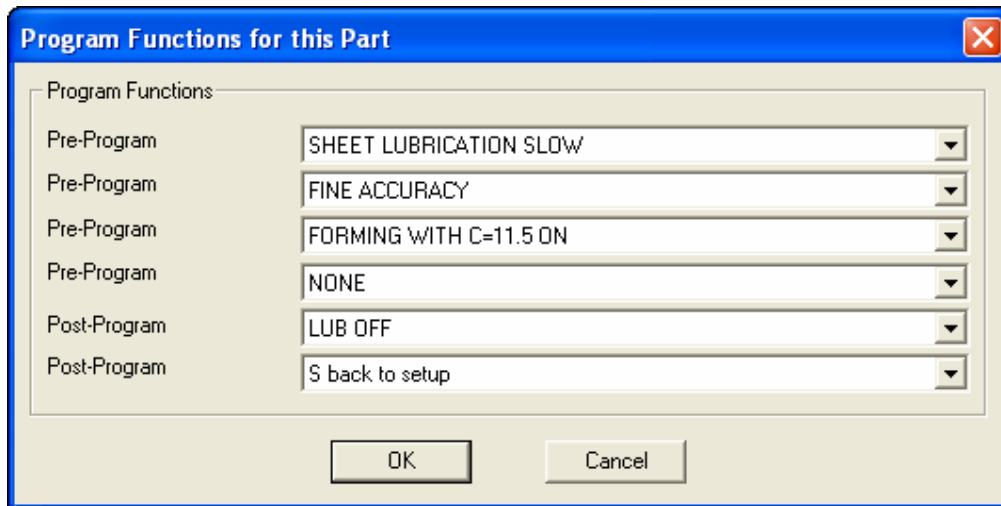 Program Functions for this Part
Program Functions
Pre-Program SHEET LUBRICATION SLOW
Pre-Program FINE ACCURACY
Pre-Program FORMING WITH C=11.5 ON
Pre-Program NONE
Post-Program LUB OFF
Post-Program S back to setup
OK Cancel